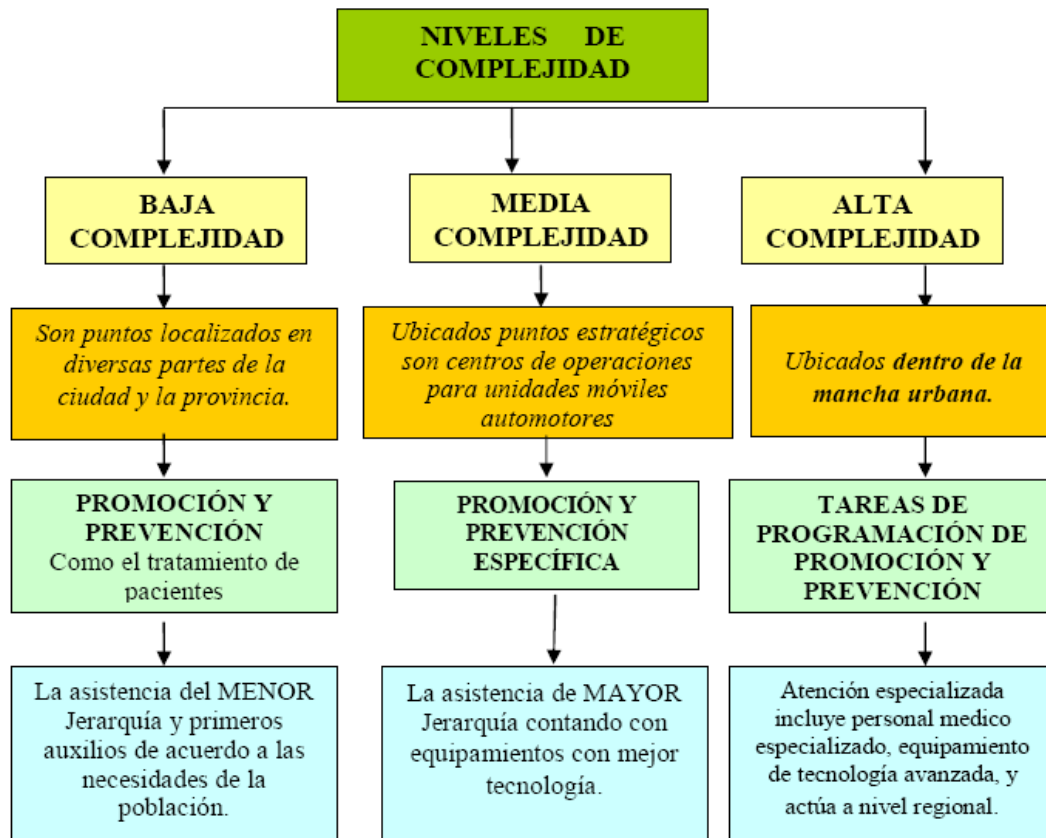 NIVELES DE
COMPLEJIDAD
BAJA
COMPLEJIDAD
MEDIA
COMPLEJIDAD
ALTA
COMPLEJIDAD
Son puntos localizados en
diversas partes de la
ciudad y la provincia.
Ubicados puntos estratégicos
son centros de operaciones
para unidades móviles
automotores
Ubicados dentro de la
mancha urbana.
PROMOCIÓN Y
PREVENCIÓN
Como el tratamiento de
pacientes
PROMOCIÓN Y
PREVENCIÓN
ESPECÍFICA
TAREAS DE
PROGRAMACIÓN DE
PROMOCIÓN Y
PREVENCIÓN
La asistencia del MENOR
Jerarquía y primeros
auxilios de acuerdo a las
necesidades de la
población.
La asistencia de MAYOR
Jerarquía contando con
equipamientos con mejor
tecnología.
Atención especializada
incluye personal medico
especializado, equipamiento
de tecnología avanzada, y
actúa a nivel regional.